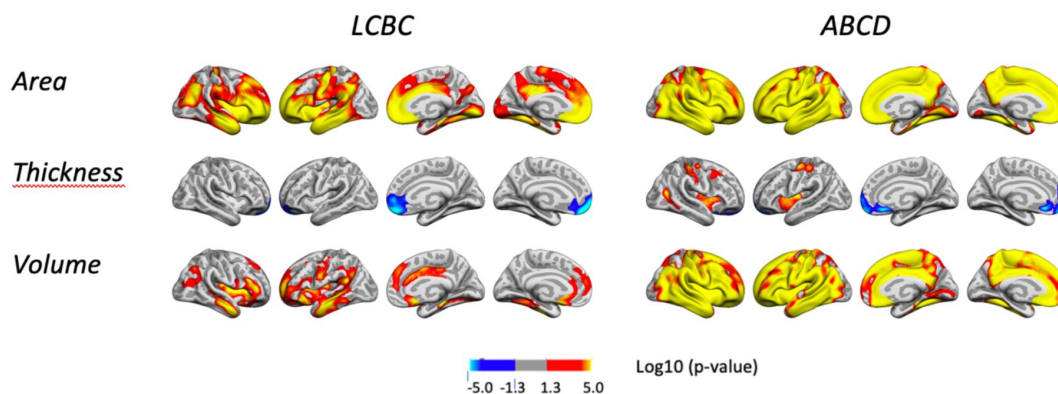 LCBC ABCD
Area
Thickness
Volume
Log10 (p-value)
-5.0 -1.3 1.3 5.0